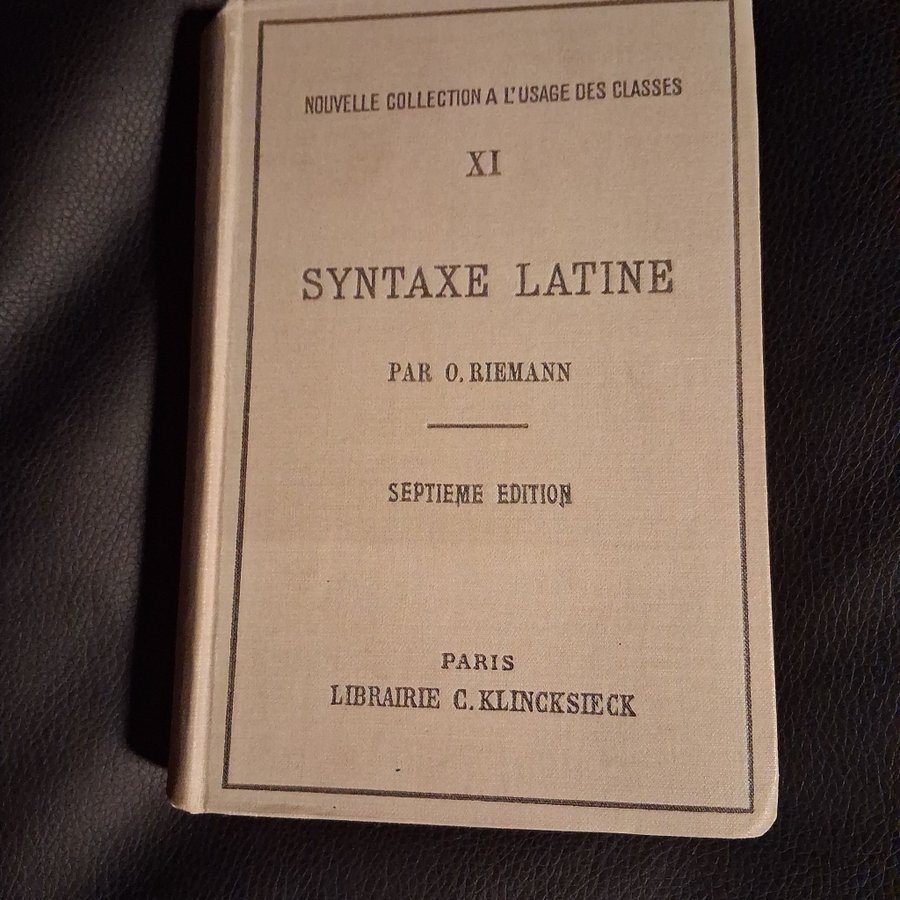 NOUVELLE COLLECTION A L'USAGE DES CLASSES
XI
SYNTAXE LATINE
PAR O. RIEMANN
SEPTIEME EDITION
PARIS
LIBRAIRIE C. KLINCKSIECK